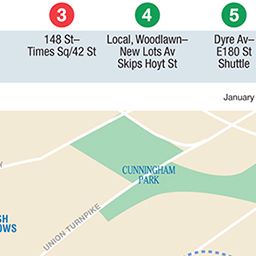 3
4
5
148 St–
Times Sq/42 St
Local, Woodlawn–
New Lots Av
Skips Hoyt St
Dyre Av–
E180 St
Shuttle
January
CUNNINGHAM
PARK
UNION TURNPIKE